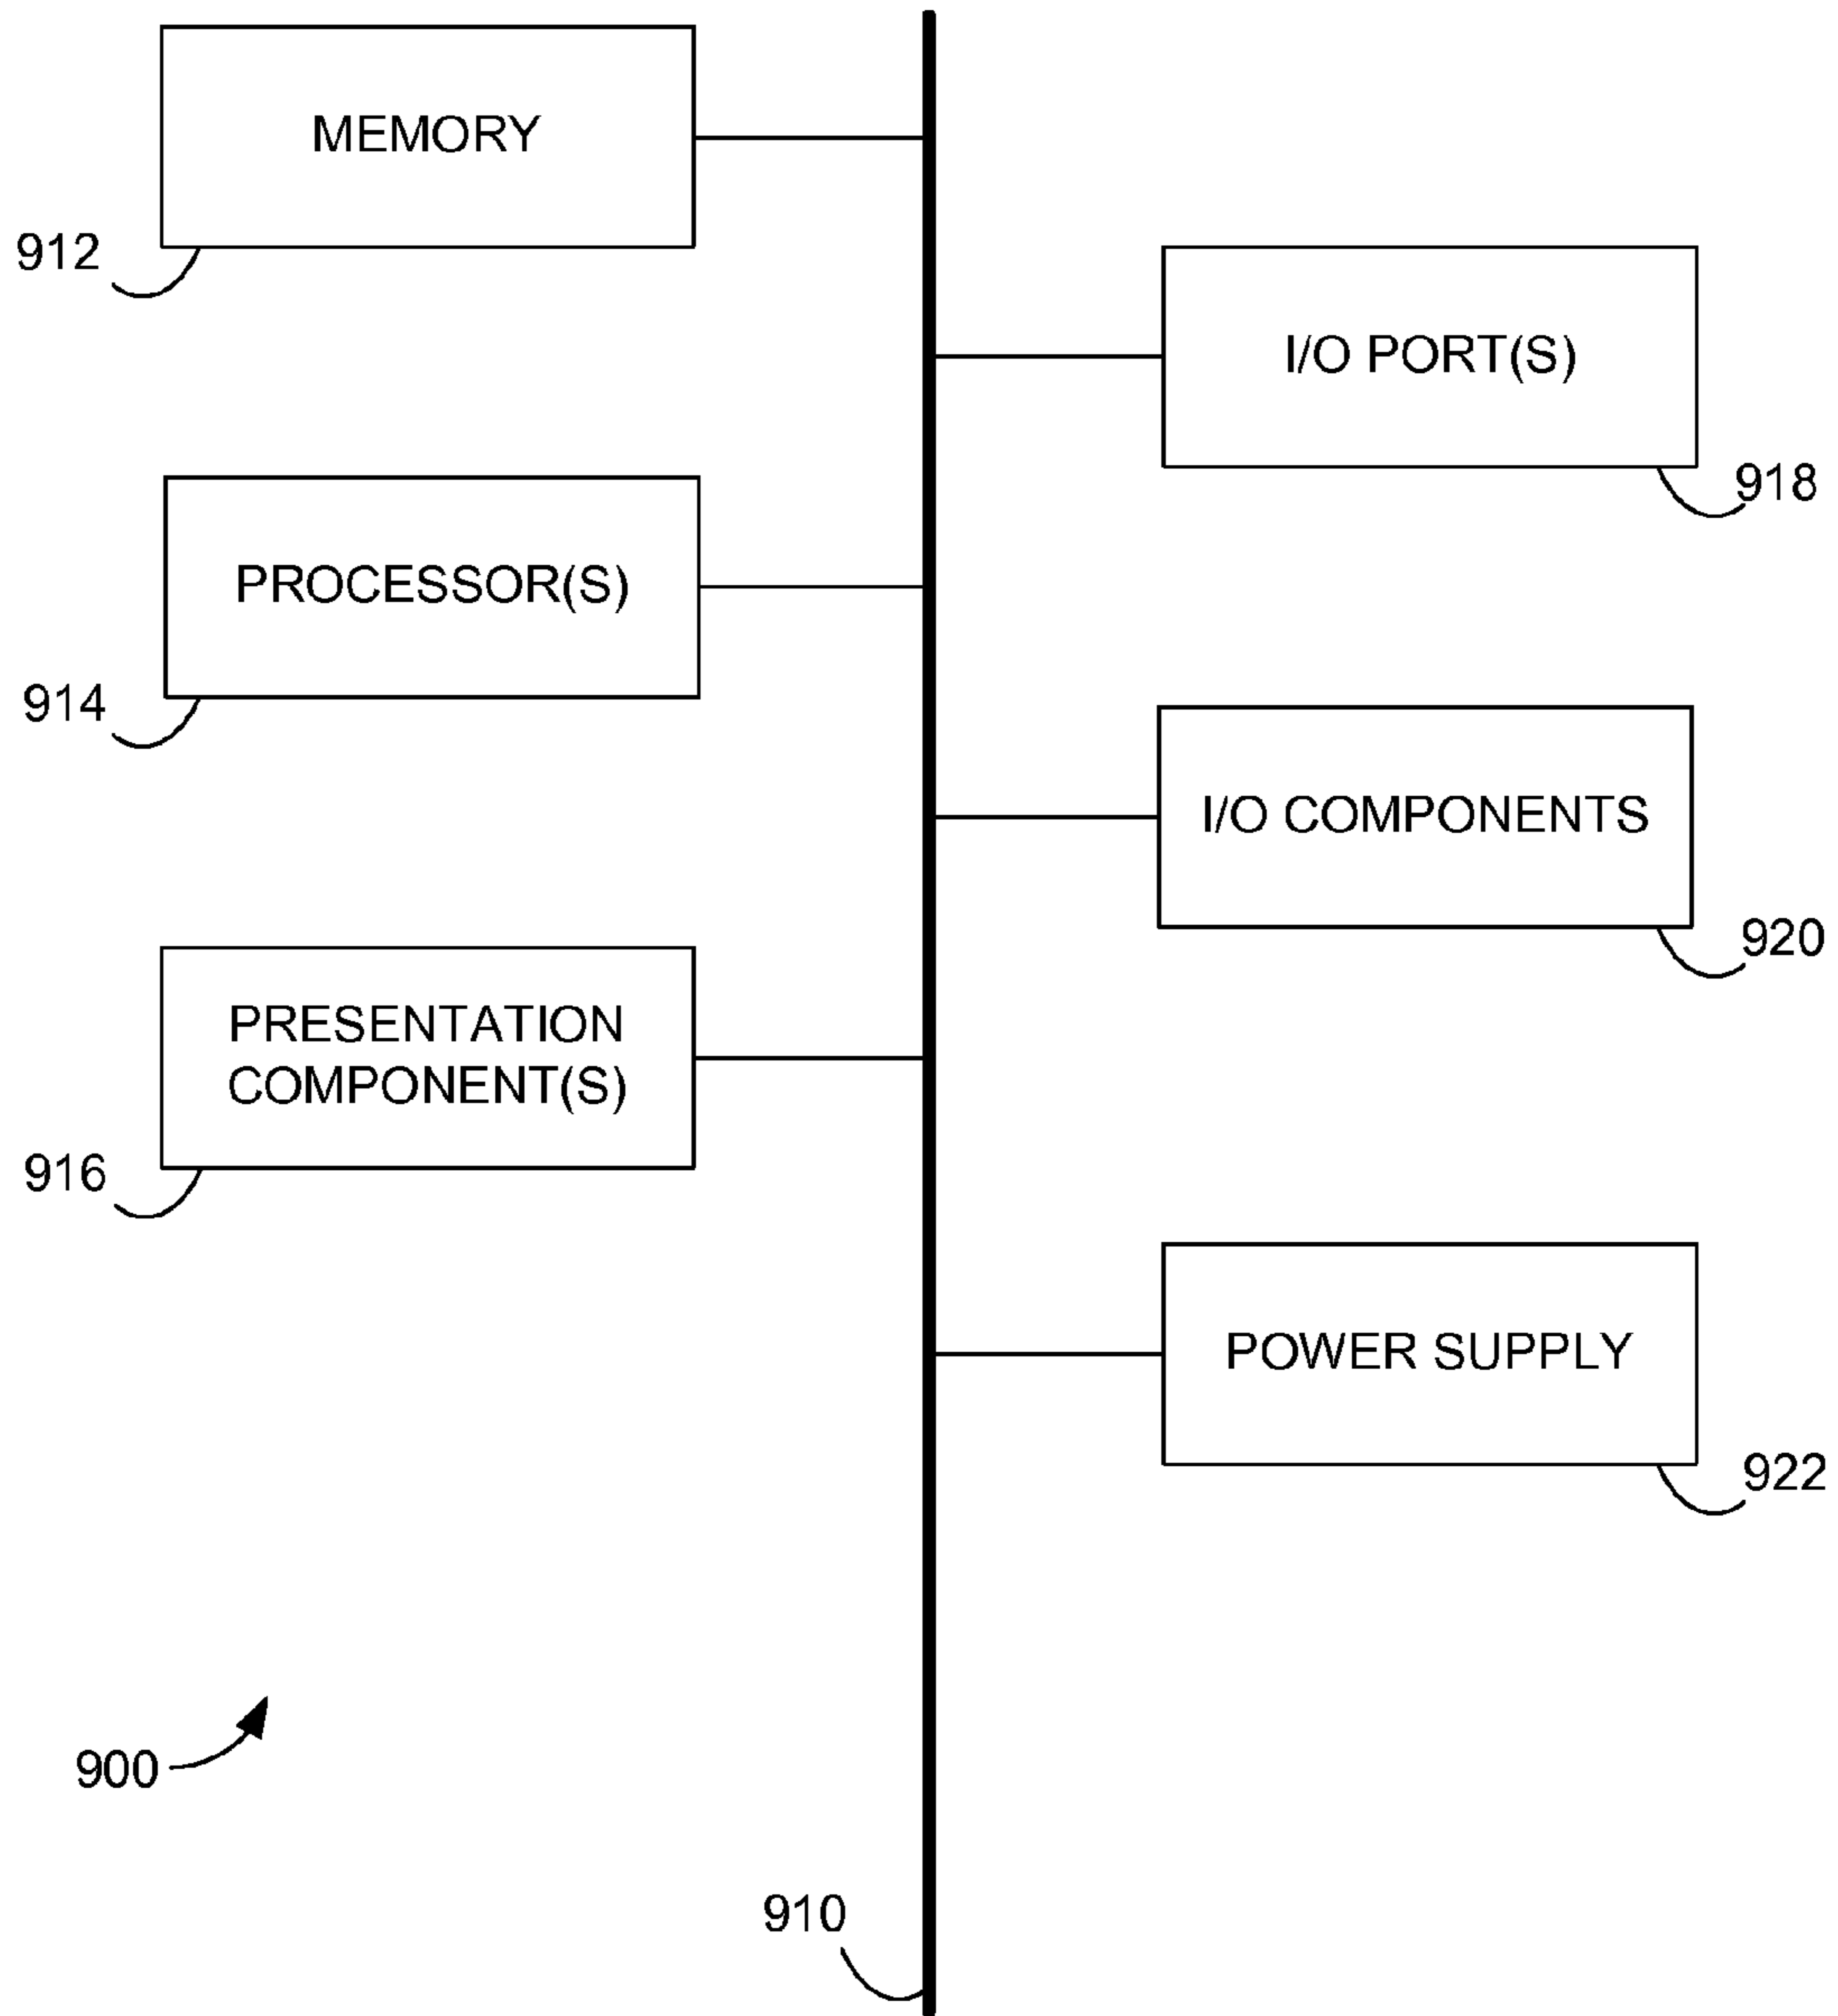 MEMORY
912
I/O PORT(S)
918
PROCESSOR(S)
914
I/O COMPONENTS
920
PRESENTATION
COMPONENT(S)
916
POWER SUPPLY
922
900
910